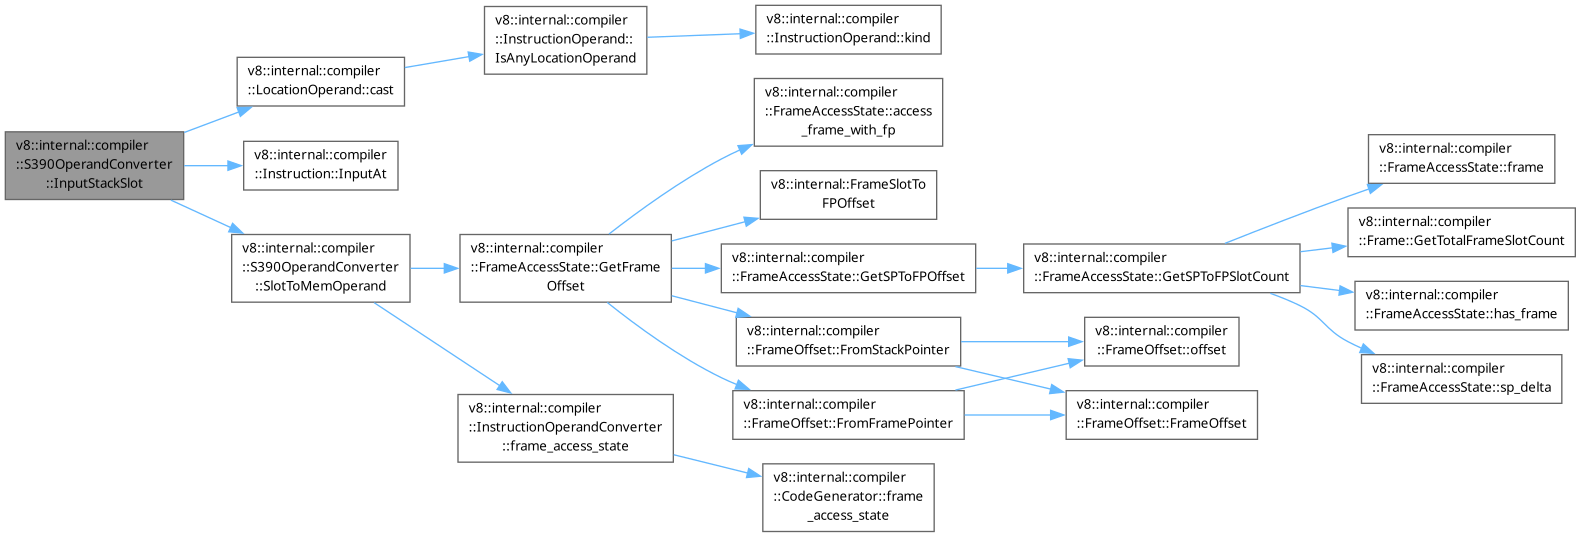 v8::internal::compiler
::S390OperandConverter
::InputStackSlot
v8::internal::compiler
::LocationOperand::cast
v8::internal::compiler
::InstructionOperand::
IsAnyLocationOperand
v8::internal::compiler
::InstructionOperand::kind
v8::internal::compiler
::Instruction::InputAt
v8::internal::compiler
::S390OperandConverter
::SlotToMemOperand
v8::internal::compiler
::FrameAccessState::GetFrame
Offset
v8::internal::compiler
::FrameAccessState::access
_frame_with_fp
v8::internal::FrameSlotTo
FPOffset
v8::internal::compiler
::FrameAccessState::GetSPToFPOffset
v8::internal::compiler
::FrameAccessState::GetSPToFPSlotCount
v8::internal::compiler
::FrameAccessState::frame
v8::internal::compiler
::Frame::GetTotalFrameSlotCount
v8::internal::compiler
::FrameAccessState::has_frame
v8::internal::compiler
::FrameAccessState::sp_delta
v8::internal::compiler
::FrameOffset::FromStackPointer
v8::internal::compiler
::FrameOffset::offset
v8::internal::compiler
::FrameOffset::FromFramePointer
v8::internal::compiler
::FrameOffset::FrameOffset
v8::internal::compiler
::InstructionOperandConverter
::frame_access_state
v8::internal::compiler
::CodeGenerator::frame
_access_state